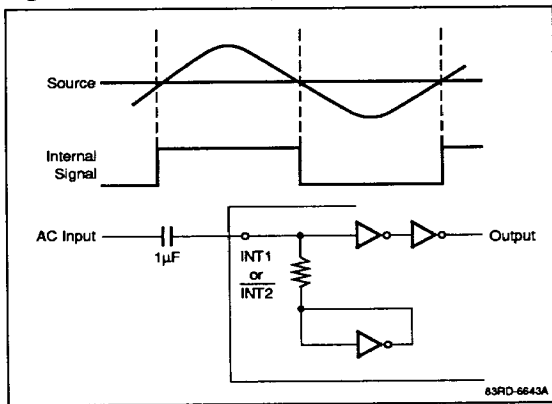 Source
Internal
Signal
AC Input
1µF
INT1
or
INT2
Output
83RD-6643A